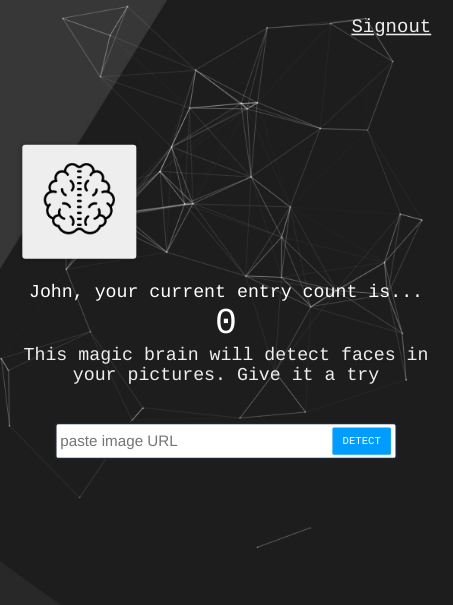 Signout
John, your current entry count is...
0
This magic brain will detect faces in
your pictures. Give it a try
paste image URL
DETECT